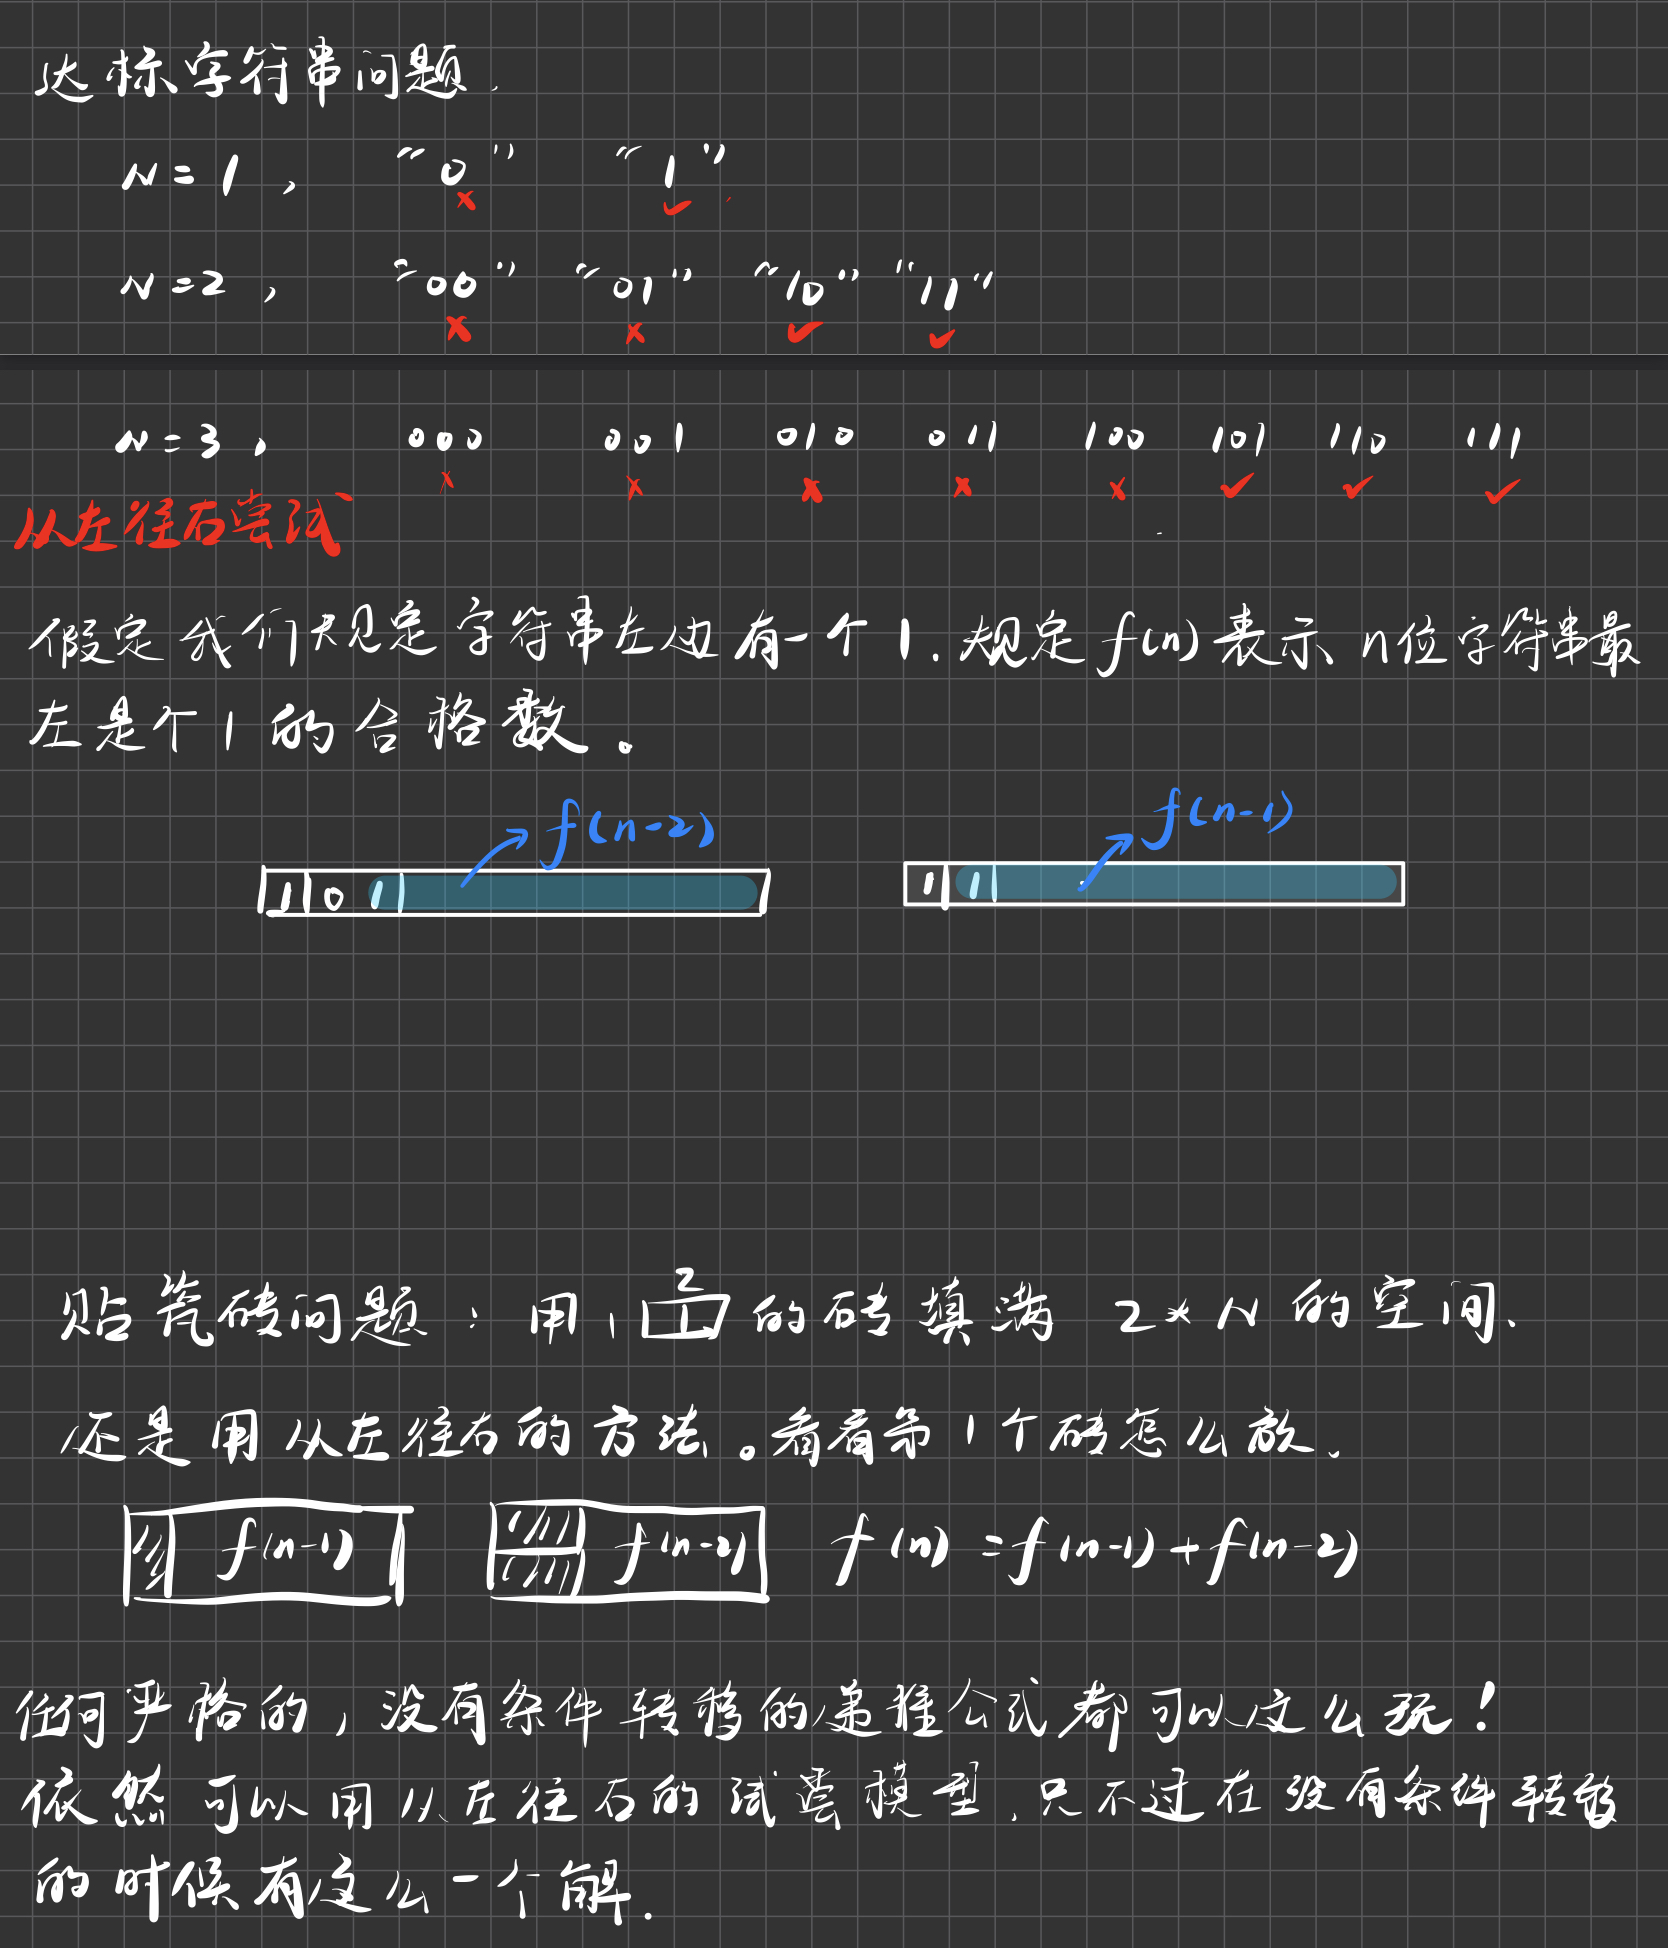 达标字符串问题.
N=1, "0" "1"
× ✓
N=2, "00" "01" "10" "11"
× × ✓ ✓
N=3, 000 001 010 011 100 101 110 111
× × × × × ✓ ✓ ✓
从左往右尝试
假定我们规定字符串左边有一个1.规定f(n)表示n位字符串最
左是个1的合格数。
f(n-2) f(n-1)
1 0 1 1 1
贴瓷砖问题:用1 2 1的砖填满 2*N的空间.
还是用从左往右的方法。看看第1个砖怎么放.
f(n-1) f(n-2) f(n)=f(n-1)+f(n-2)
任何严格的,没有条件转移的递推公式都可以这么玩!
依然可以用从左往右的试尝模型.只不过在没有条件转移
的时候有这么一个解.